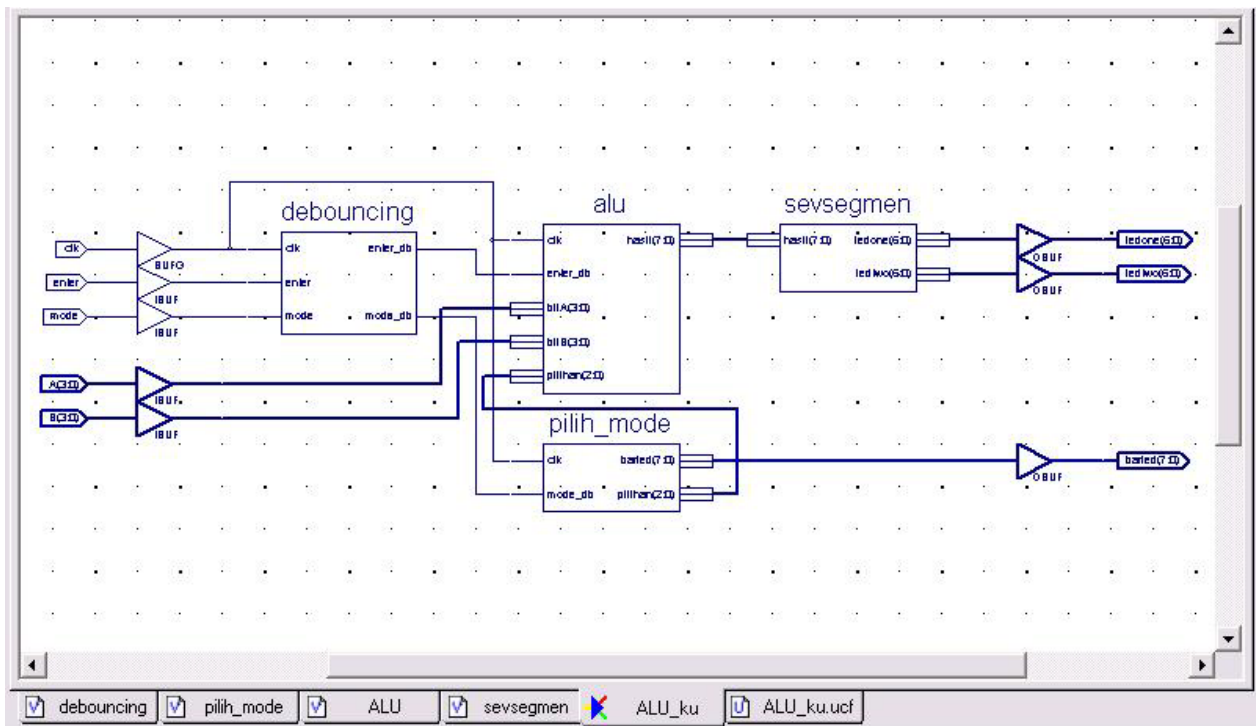 debouncing
clk
enter
mode
enter_db
mode_db
alu
clk
enter_db
bilA(3:0)
bilB(3:0)
pilihan(2:0)
hasil(7:0)
sevsegmen
hasil(7:0)
ledone(6:0)
ledtwo(6:0)
pilih_mode
clk
mode_db
barled(7:0)
pilihan(2:0)
clk
enter
mode
A(3:0)
B(3:0)
BUFG
IBUF
IBUF
IBUF
IBUF
OBUF
OBUF
OBUF
ledone(6:0)
ledtwo(6:0)
barled(7:0)
debouncing
pilih_mode
ALU
sevsegmen
ALU_ku
ALU_ku.ucf